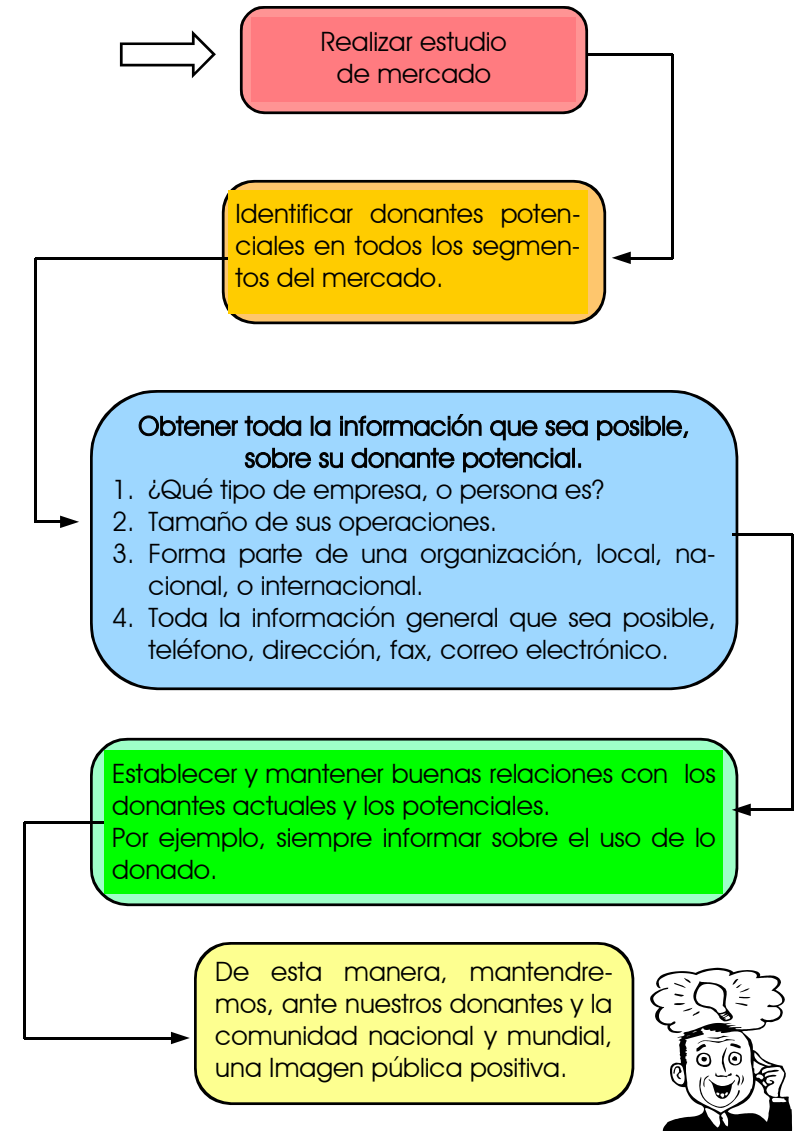 Realizar estudio
de mercado
Identificar donantes poten-
ciales en todos los segmen-
tos del mercado.
Obtener toda la información que sea posible,
sobre su donante potencial.
1. ¿Qué tipo de empresa, o persona es?
2. Tamaño de sus operaciones.
3. Forma parte de una organización, local, na-
cional, o internacional.
4. Toda la información general que sea posible,
teléfono, dirección, fax, correo electrónico.
Establecer y mantener buenas relaciones con los
donantes actuales y los potenciales.
Por ejemplo, siempre informar sobre el uso de lo
donado.
De esta manera, mantendre-
mos, ante nuestros donantes y la
comunidad nacional y mundial,
una Imagen pública positiva.